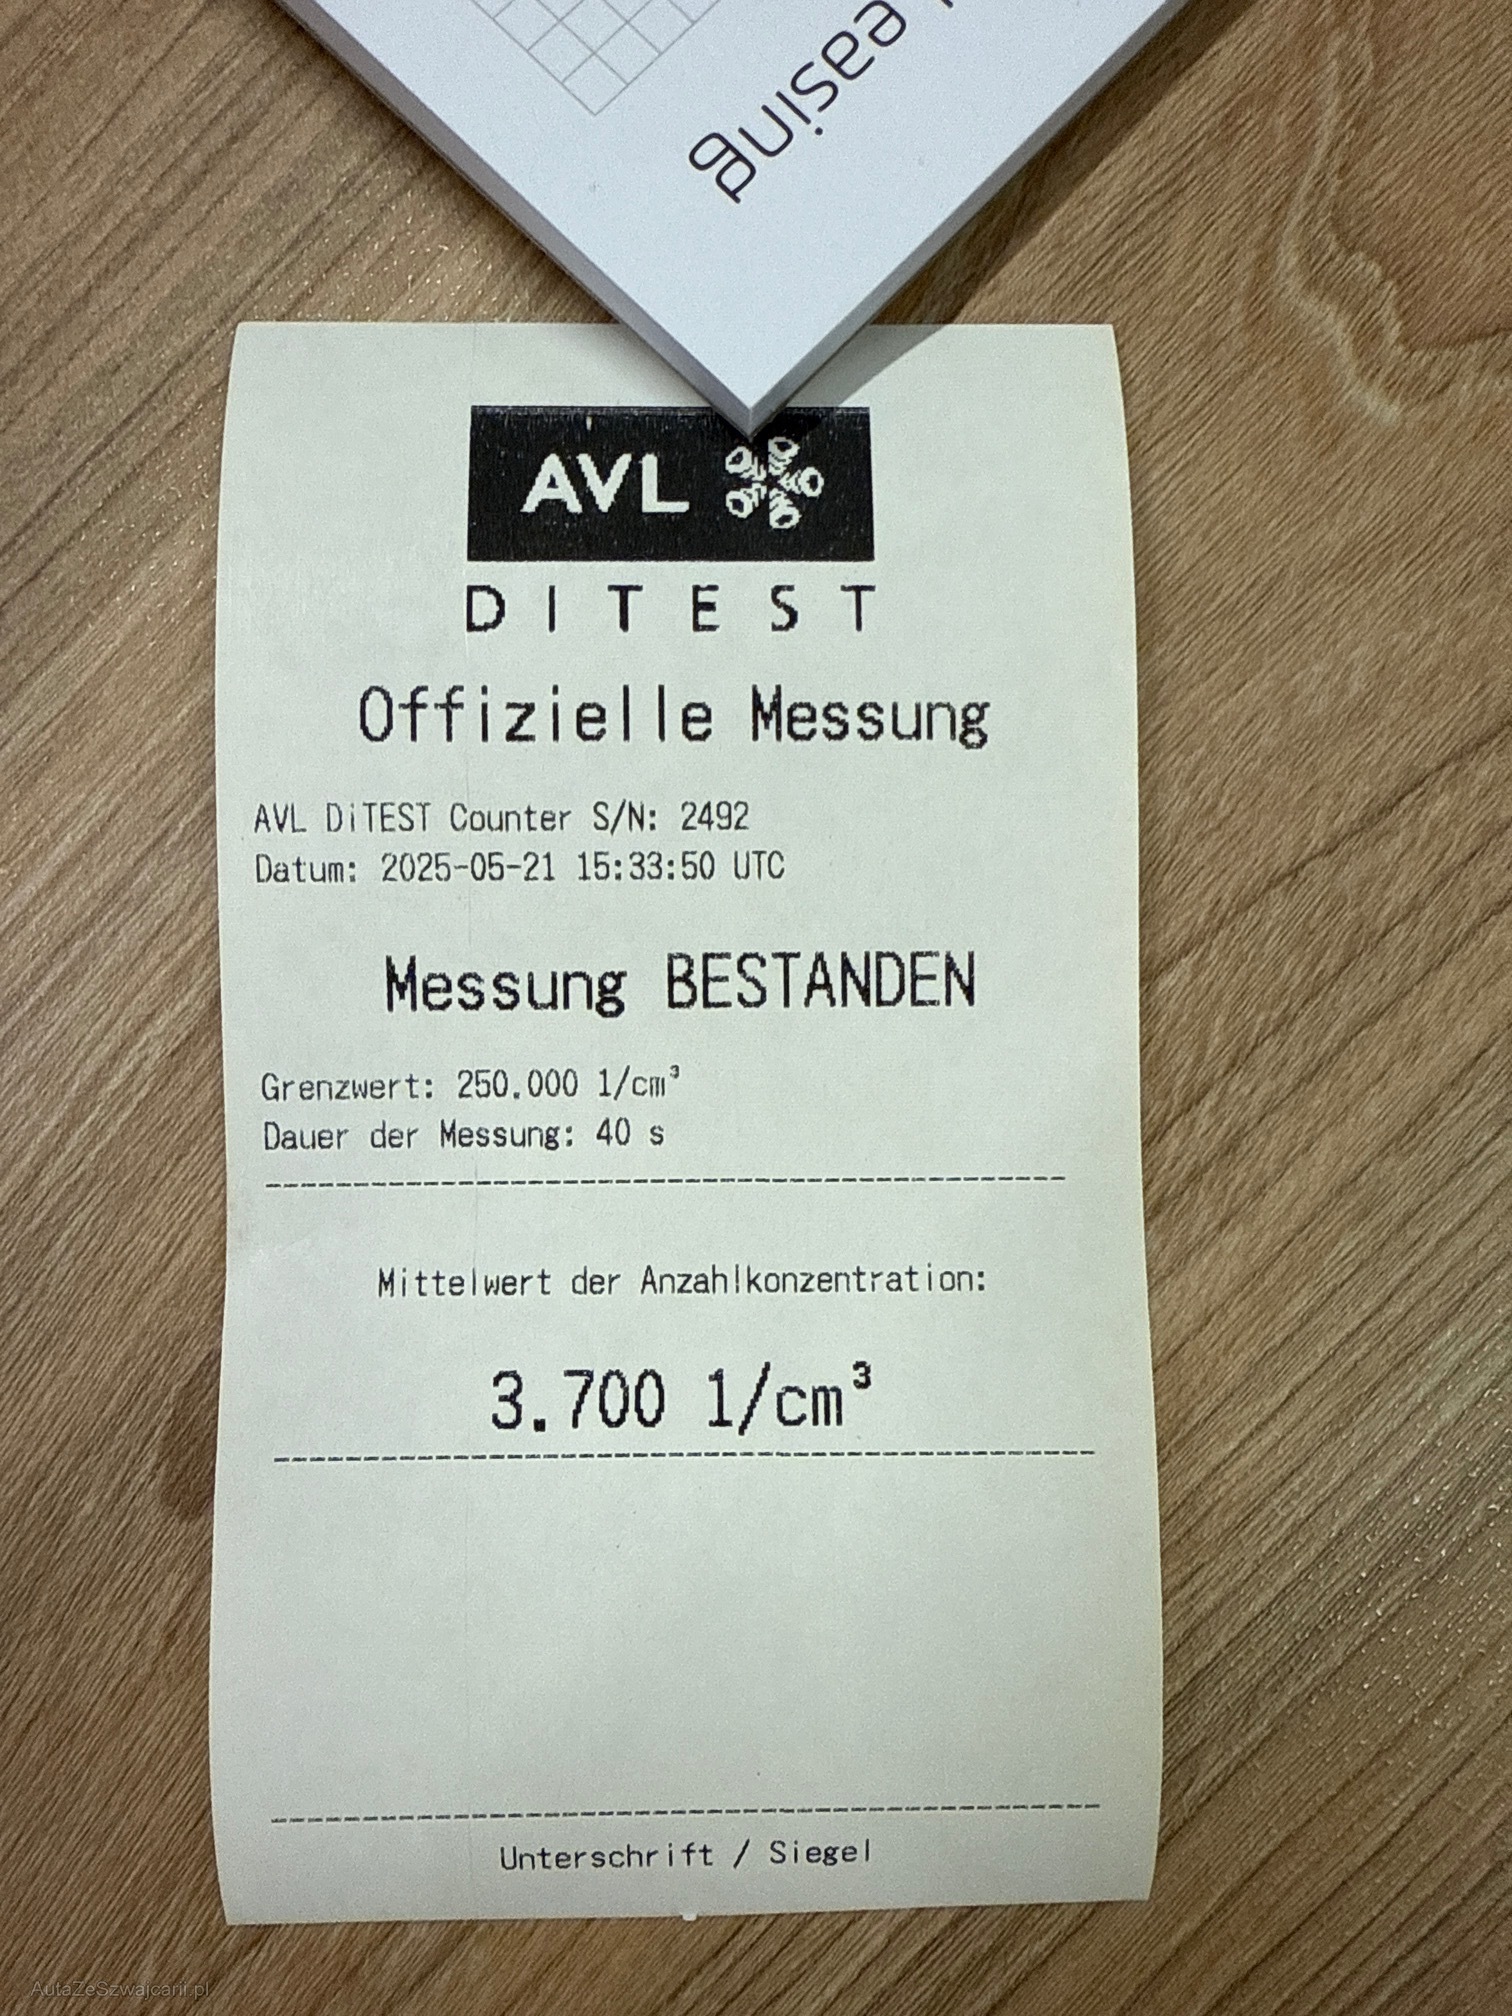 easing
AVL
DITEST
Offizielle Messung
AVL DiTEST Counter S/N: 2492
Datum: 2025-05-21 15:33:50 UTC
Messung BESTANDEN
Grenzwert: 250.000 1/cm³
Dauer der Messung: 40 s
Mittelwert der Anzahlkonzentration:
3.700 1/cm³
Unterschrift / Siegel
AutaZeSzwajcarii.pl